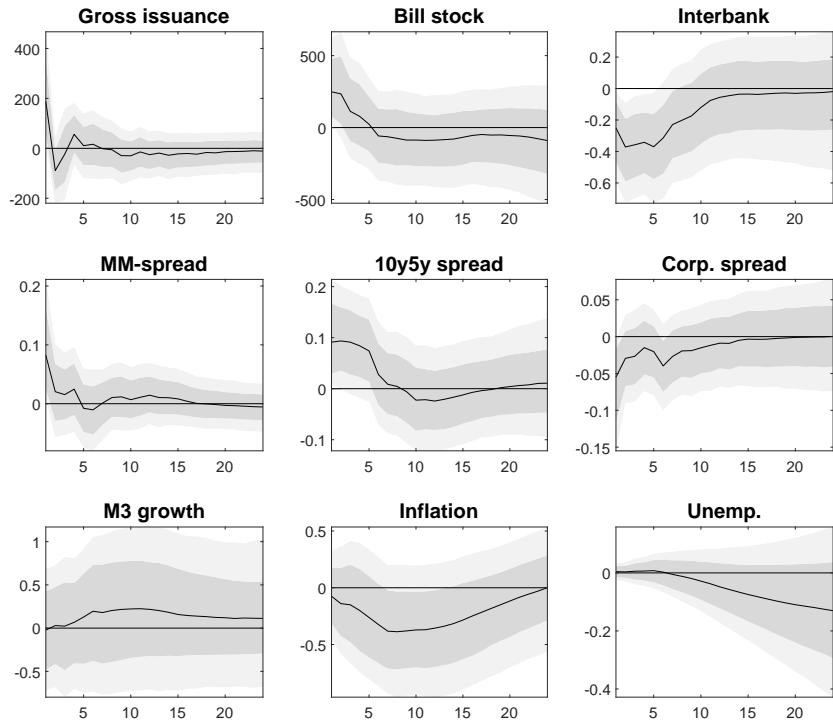 Gross issuance
400
200
0
-200
5 10 15 20
Bill stock
500
0
-500
5 10 15 20
Interbank
0.2
0
-0.2
-0.4
-0.6
5 10 15 20
MM-spread
0.2
0.1
0
5 10 15 20
10y5y spread
0.2
0.1
0
-0.1
5 10 15 20
Corp. spread
0.05
0
-0.05
-0.1
-0.15
5 10 15 20
M3 growth
1
0.5
0
-0.5
5 10 15 20
Inflation
0.5
0
-0.5
5 10 15 20
Unemp.
0
-0.2
-0.4
5 10 15 20